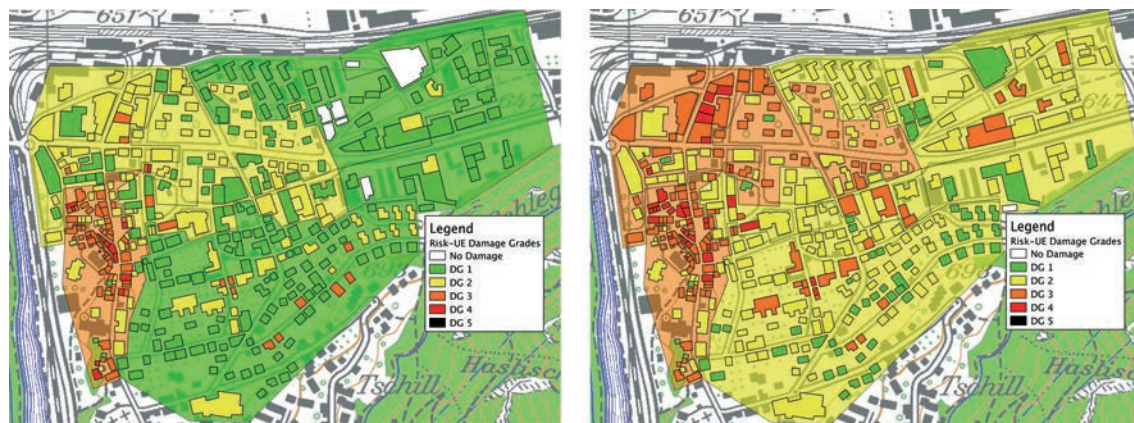 651
647
Legend
Risk-UE Damage Grades
No Damage
DG 1
DG 2
DG 3
DG 4
DG 5
Tschill
651
647
Legend
Risk-UE Damage Grades
No Damage
DG 1
DG 2
DG 3
DG 4
DG 5
Tschill